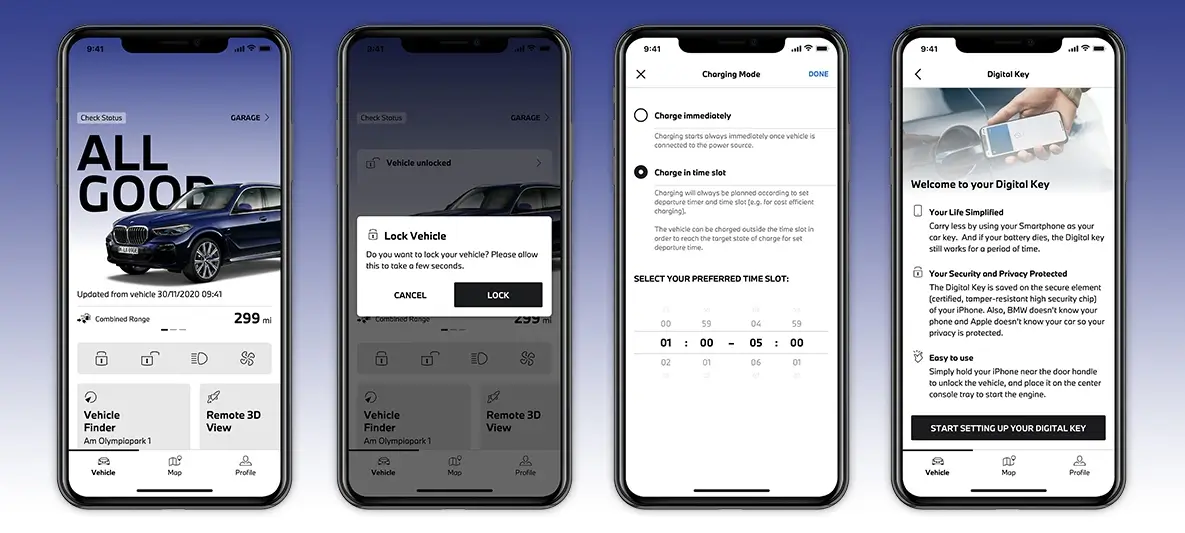 9:41
Check Status
GARAGE
ALL
GOOD
Updated from vehicle 30/11/2020 09:41
Combined Range
299 mi
Vehicle
Finder
Am Olympiapark 1
Remote 3D
View
Vehicle
Map
Profile
9:41
Check Status
GARAGE
Vehicle unlocked
Lock Vehicle
Do you want to lock your vehicle? Please allow
this to take a few seconds.
CANCEL
LOCK
Combined Range
299 mi
Vehicle
Finder
Am Olympiapark 1
Remote 3D
View
Vehicle
Map
Profile
9:41
Charging Mode
DONE
Charge immediately
Charging starts always immediately once vehicle is
connected to the power source.
Charge in time slot
Charging will always be planned according to set
departure timer and time slot (e.g. for cost efficient
charging).
The vehicle can be charged outside the time slot in
order to reach the target state of charge for set
departure time.
SELECT YOUR PREFERRED TIME SLOT:
00 59 04 59
01 : 00 – 05 : 00
02 01 06 01
9:41
Digital Key
Welcome to your Digital Key
Your Life Simplified
Carry less by using your Smartphone as your
car key. And if your battery dies, the Digital key
still works for a period of time.
Your Security and Privacy Protected
The Digital Key is saved on the secure element
(certified, tamper-resistant high security chip)
of your iPhone. Also, BMW doesn't know your
phone and Apple doesn't know your car so your
privacy is protected.
Easy to use
Simply hold your iPhone near the door handle
to unlock the vehicle, and place it on the center
console tray to start the engine.
START SETTING UP YOUR DIGITAL KEY
Vehicle
Map
Profile